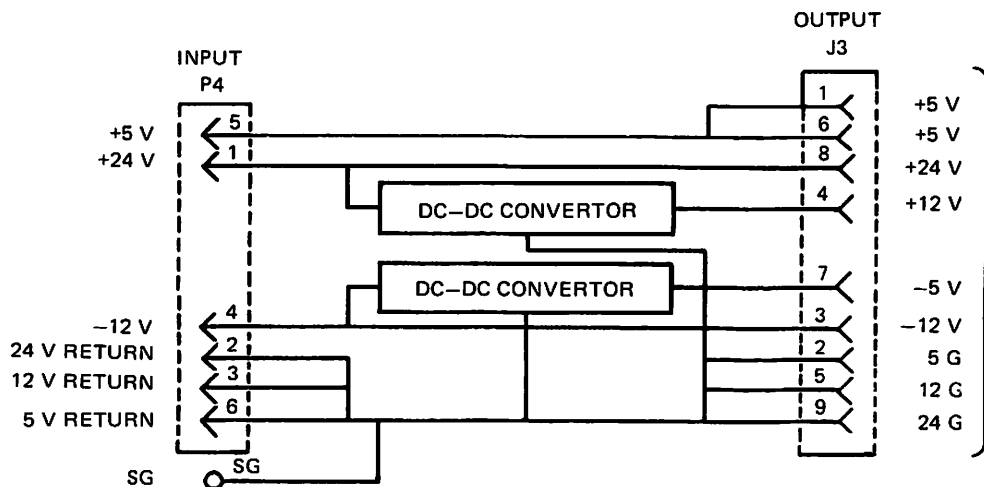 OUTPUT
J3
INPUT
P4
1 +5 V
+5 V 5 6 +5 V
+24 V 1 8 +24 V
DC–DC CONVERTOR 4 +12 V
DC–DC CONVERTOR 7 –5 V
–12 V 4 3 –12 V
24 V RETURN 2 2 5 G
12 V RETURN 3 5 12 G
5 V RETURN 6 9 24 G
SG SG